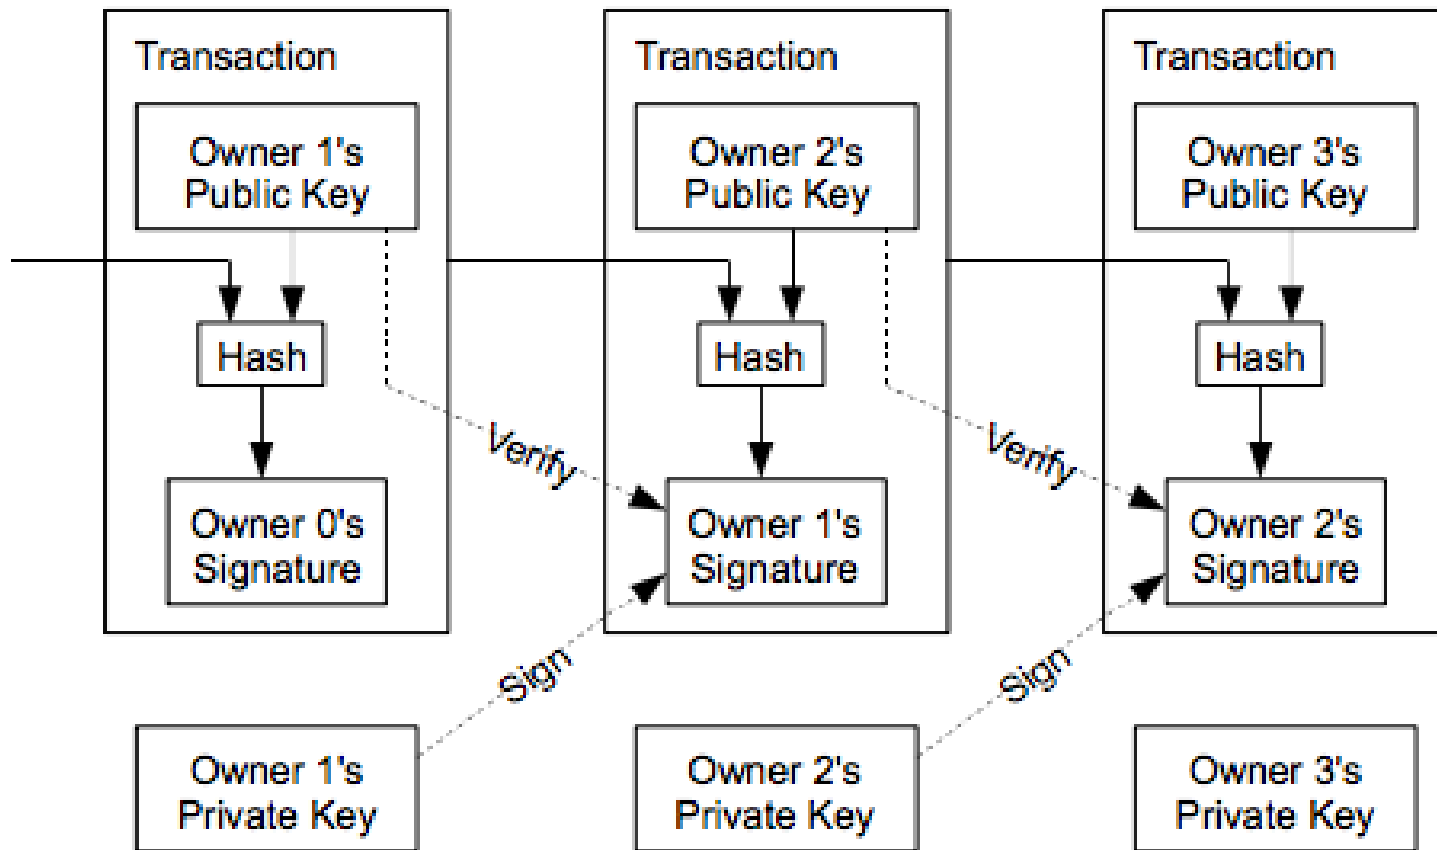 Transaction
Transaction
Transaction
Owner 1's
Public Key
Owner 2's
Public Key
Owner 3's
Public Key
Hash
Hash
Hash
Verify
Verify
Owner 0's
Signature
Owner 1's
Signature
Owner 2's
Signature
Sign
Sign
Owner 1's
Private Key
Owner 2's
Private Key
Owner 3's
Private Key